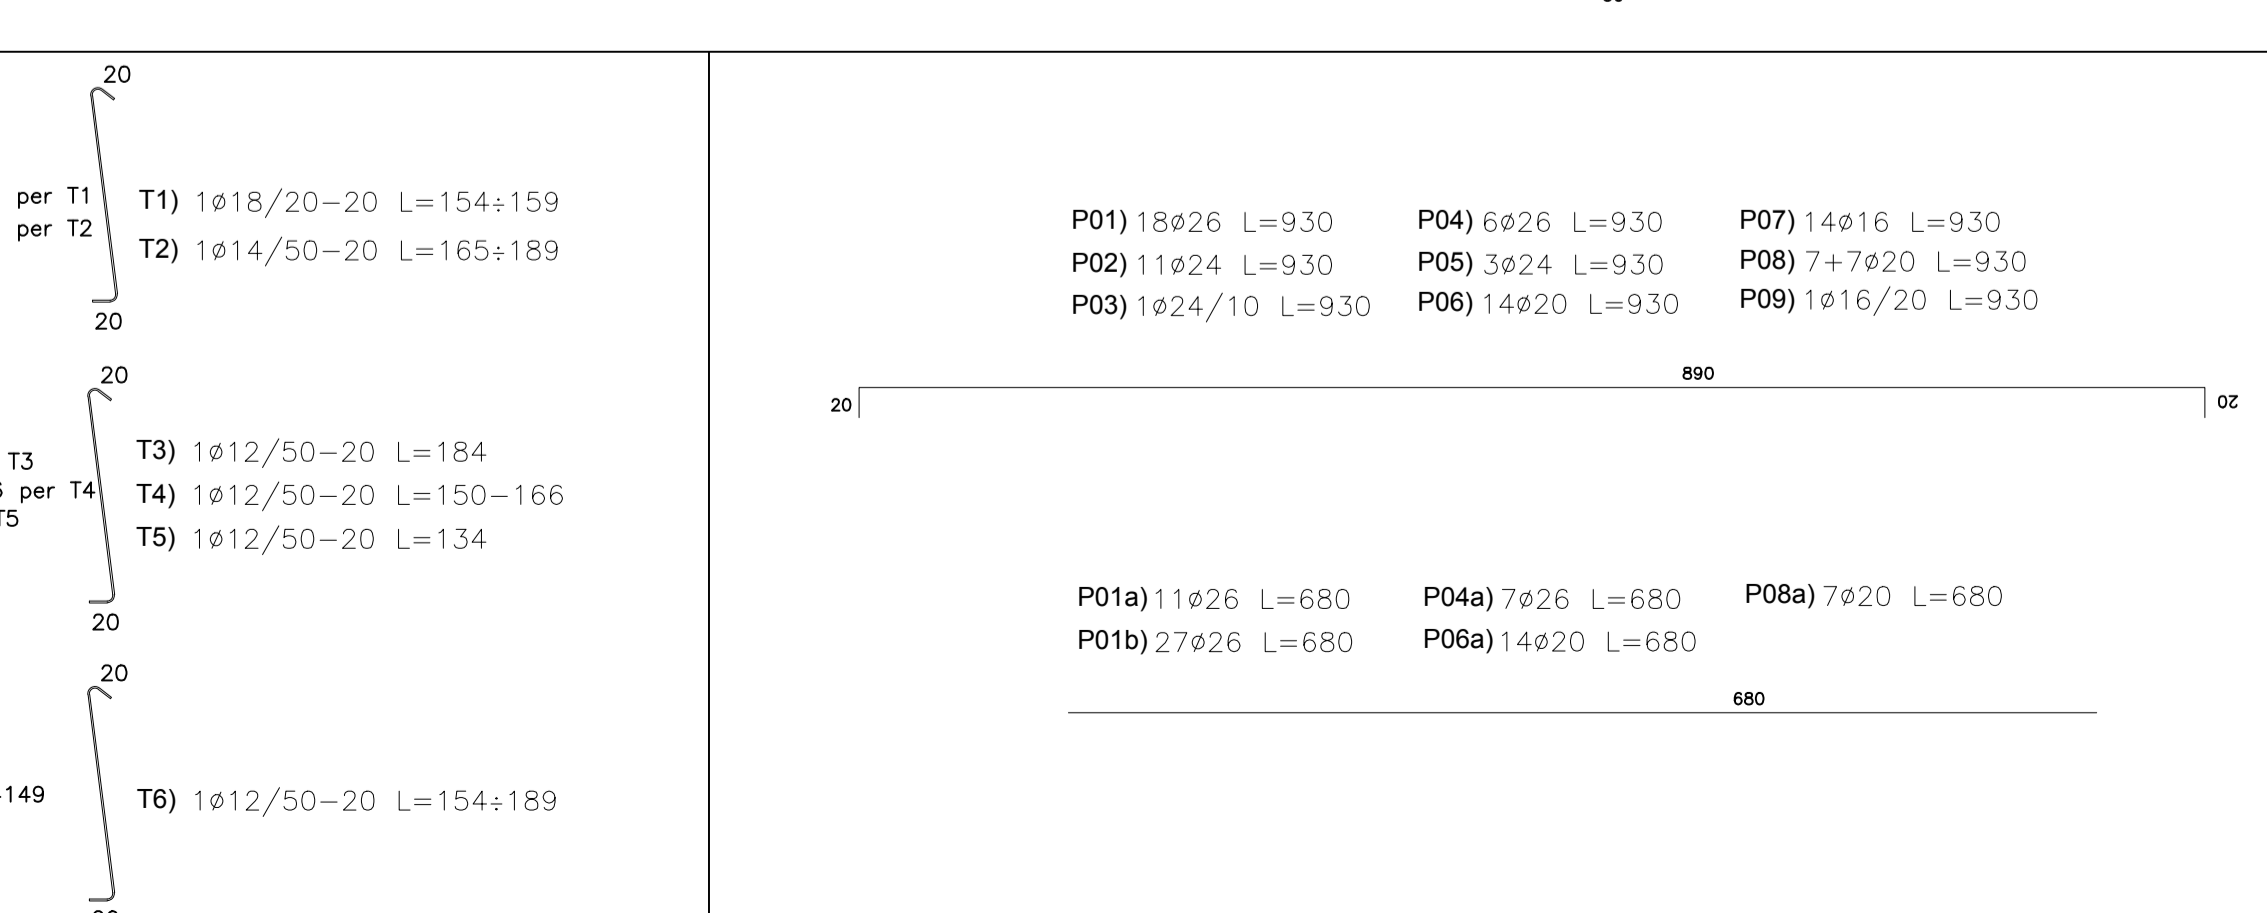 20
per T1
per T2
T1) 1ø18/20-20 L=154÷159
T2) 1ø14/50-20 L=165÷189
20
20
T3
per T4
T5
T3) 1ø12/50-20 L=184
T4) 1ø12/50-20 L=150-166
T5) 1ø12/50-20 L=134
20
20
149
T6) 1ø12/50-20 L=154÷189
P01) 18ø26 L=930
P02) 11ø24 L=930
P03) 1ø24/10 L=930
P04) 6ø26 L=930
P05) 3ø24 L=930
P06) 14ø20 L=930
P07) 14ø16 L=930
P08) 7+7ø20 L=930
P09) 1ø16/20 L=930
890
20
20
P01a) 11ø26 L=680
P01b) 27ø26 L=680
P04a) 7ø26 L=680
P06a) 14ø20 L=680
P08a) 7ø20 L=680
680